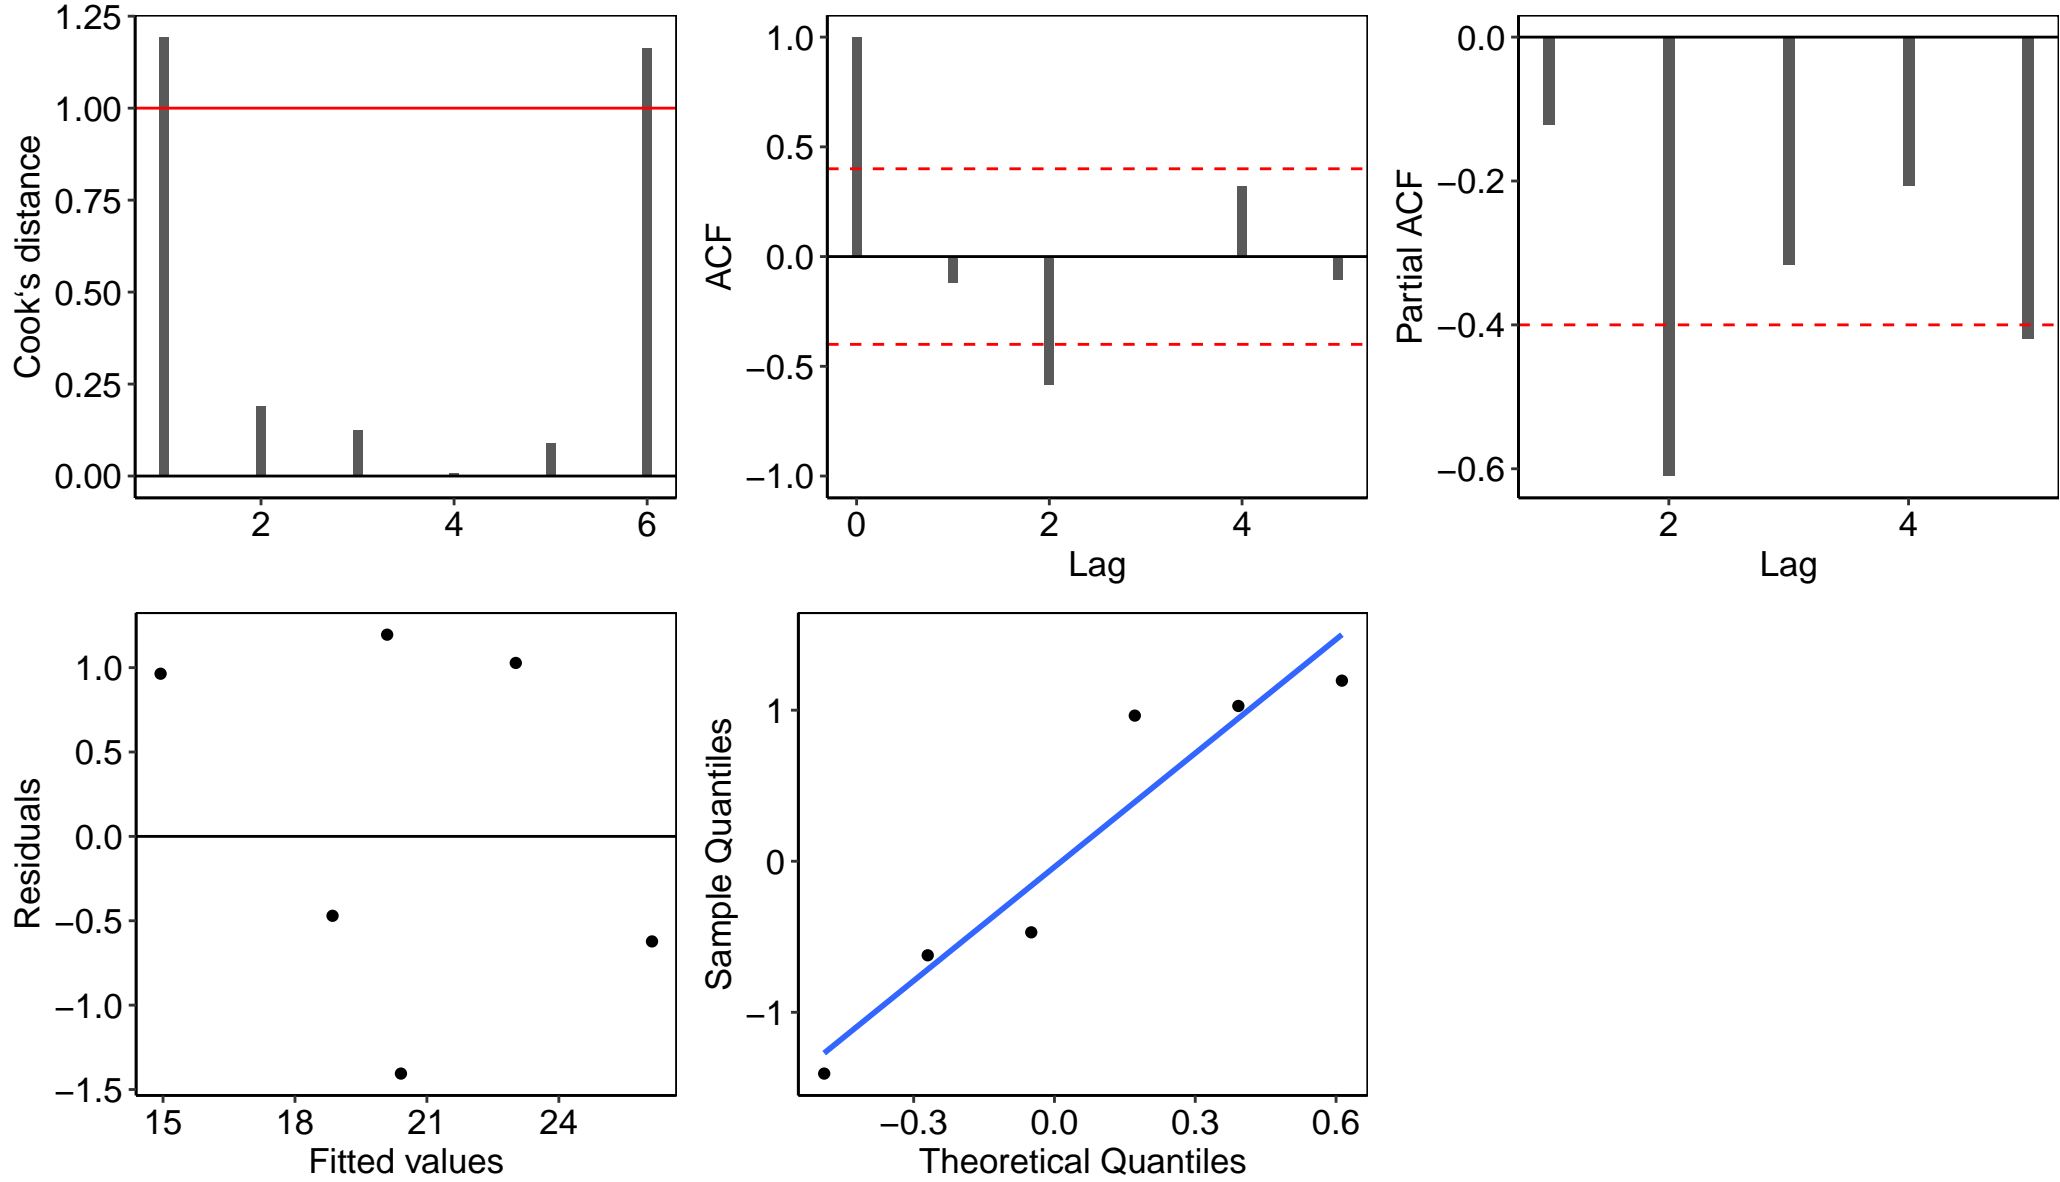 Cook‘s distance
1.25
1.00
0.75
0.50
0.25
0.00
2 4 6
ACF
1.0
0.5
0.0
−0.5
−1.0
0 2 4
Lag
Partial ACF
0.0
−0.2
−0.4
−0.6
2 4
Lag
Residuals
1.0
0.5
0.0
−0.5
−1.0
−1.5
15 18 21 24
Fitted values
Sample Quantiles
1
0
−1
−0.3 0.0 0.3 0.6
Theoretical Quantiles